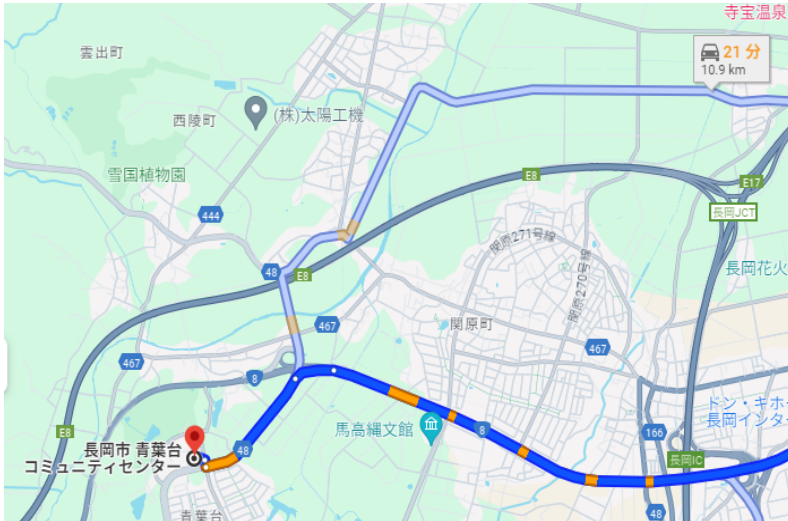 寺宝温泉
21 分
10.9 km
雲出町
(株)太陽工機
西陵町
雪国植物園
E8
E17
444
長岡JCT
関原271号線
48
E8
長岡花火
関原270号線
467
関原町
467
467
8
ドン・キホー
長岡インター
馬高縄文館
8
166
E8
長岡市 青葉台
コミュニティセンター
48
長岡IC
青葉台
48